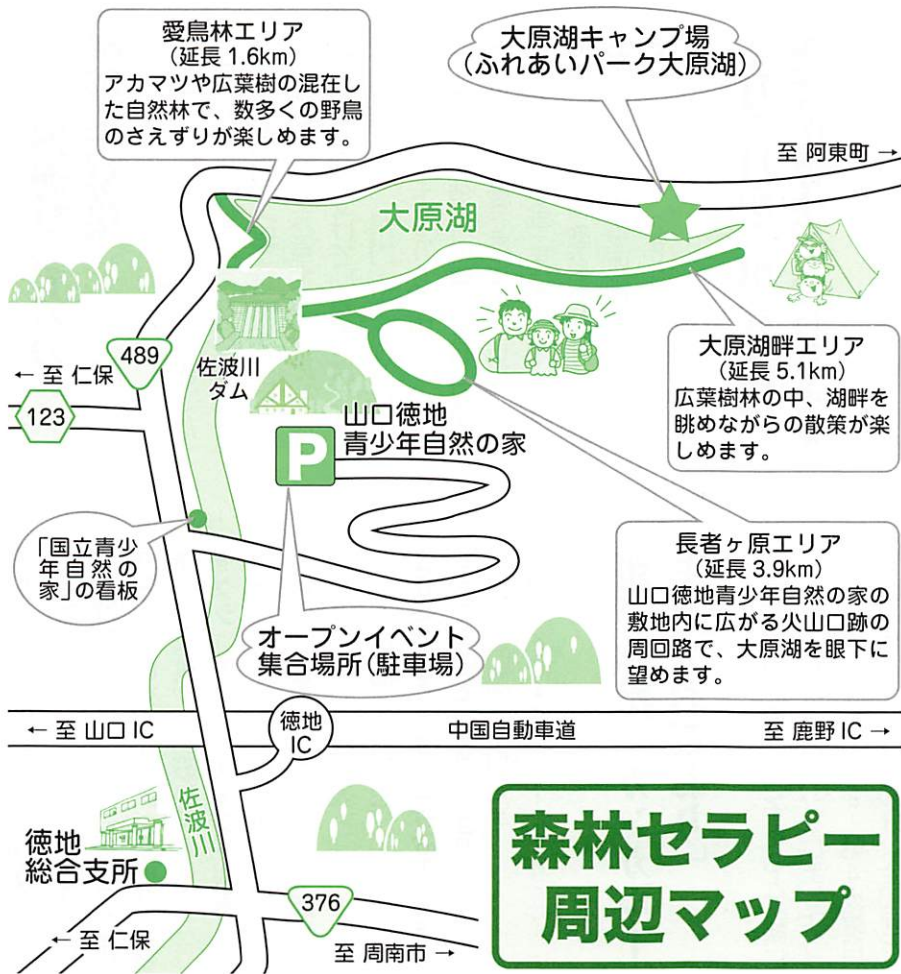 愛鳥林エリア
(延長 1.6km)
アカマツや広葉樹の混在し
た自然林で、数多くの野鳥
のさえずりが楽しめます。
大原湖キャンプ場
(ふれあいパーク大原湖)
至 阿東町 →
大原湖
佐波川
ダム
489
← 至 仁保
123
山口徳地
青少年自然の家
P
大原湖畔エリア
(延長 5.1km)
広葉樹林の中、湖畔を
眺めながらの散策が楽
しめます。
「国立青少
年自然の
家」の看板
オープンイベント
集合場所(駐車場)
長者ヶ原エリア
(延長 3.9km)
山口徳地青少年自然の家の
敷地内に広がる火山口跡の
周回路で、大原湖を眼下に
望めます。
← 至 山口 IC
徳地
IC
中国自動車道
至 鹿野 IC →
佐波川
徳地
総合支所
376
← 至 仁保
至 周南市 →
森林セラピー
周辺マップ